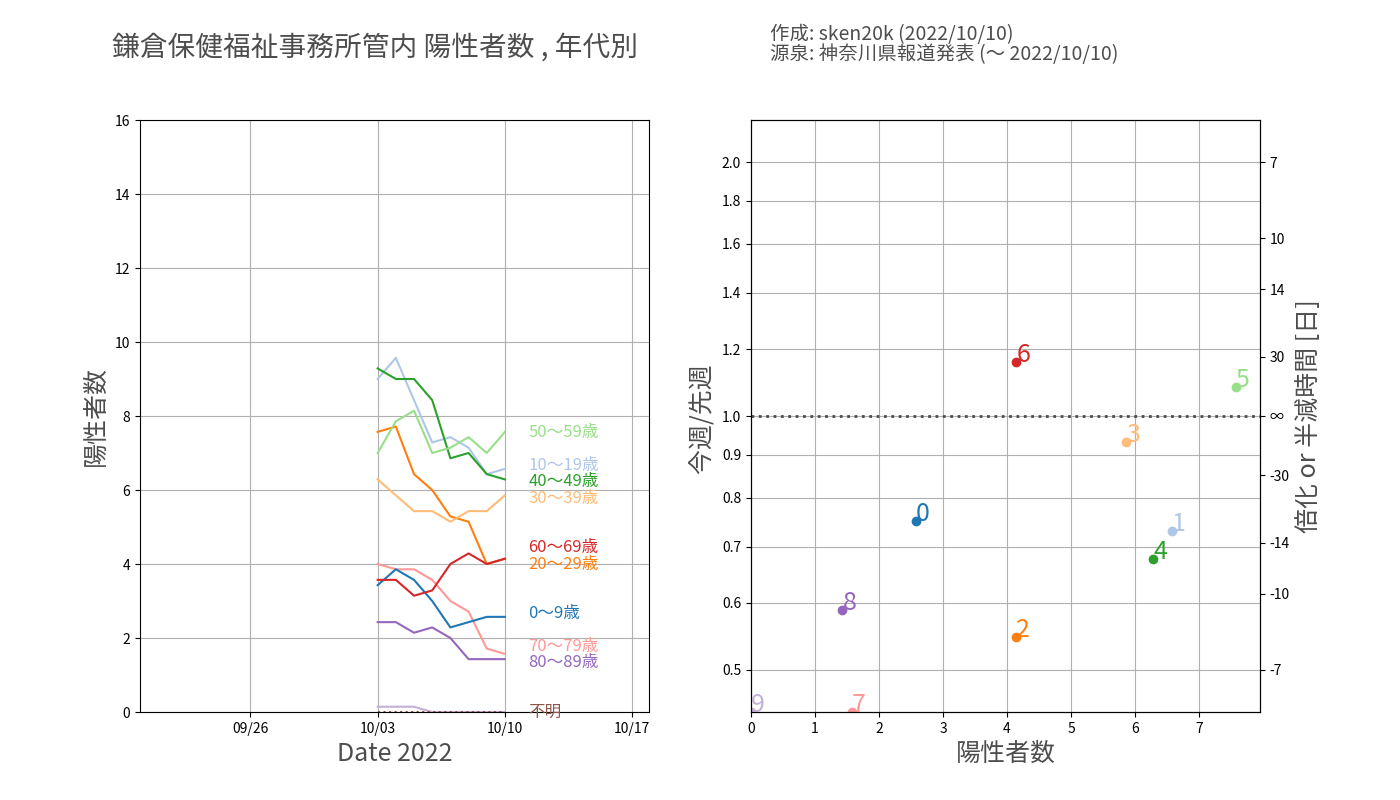 鎌倉保健福祉事務所管内 陽性者数 , 年代別
作成: sken20k (2022/10/10)
源泉: 神奈川県報道発表 (〜 2022/10/10)
陽性者数
16
14
12
10
8
6
4
2
0
09/26
10/03
10/10
10/17
Date 2022
50〜59歳
10〜19歳
40〜49歳
30〜39歳
60〜69歳
20〜29歳
0〜9歳
70〜79歳
80〜89歳
不明
今週/先週
2.0
1.8
1.6
1.4
1.2
1.0
0.9
0.8
0.7
0.6
0.5
6
5
3
0
1
4
8
2
9
7
0
1
2
3
4
5
6
7
陽性者数
7
10
14
30
∞
-30
-14
-10
-7
倍化 or 半減時間 [日]